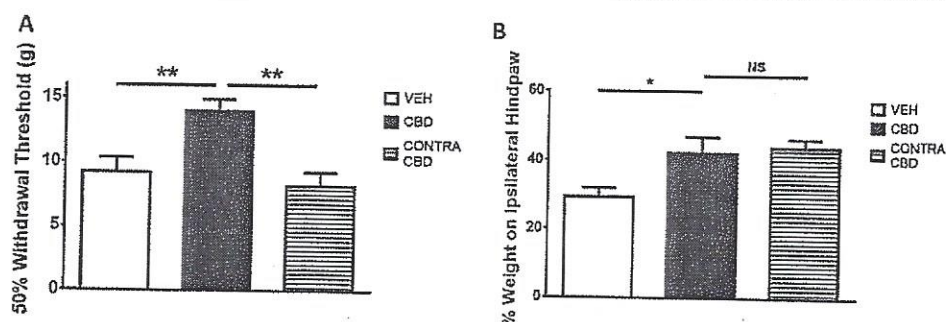 A
50% Withdrawal Threshold (g)
15
10
5
0
**
**
VEH
CBD
CONTRA
CBD
B
% Weight on Ipsilateral Hindpaw
60
40
20
0
*
ns
VEH
CBD
CONTRA
CBD